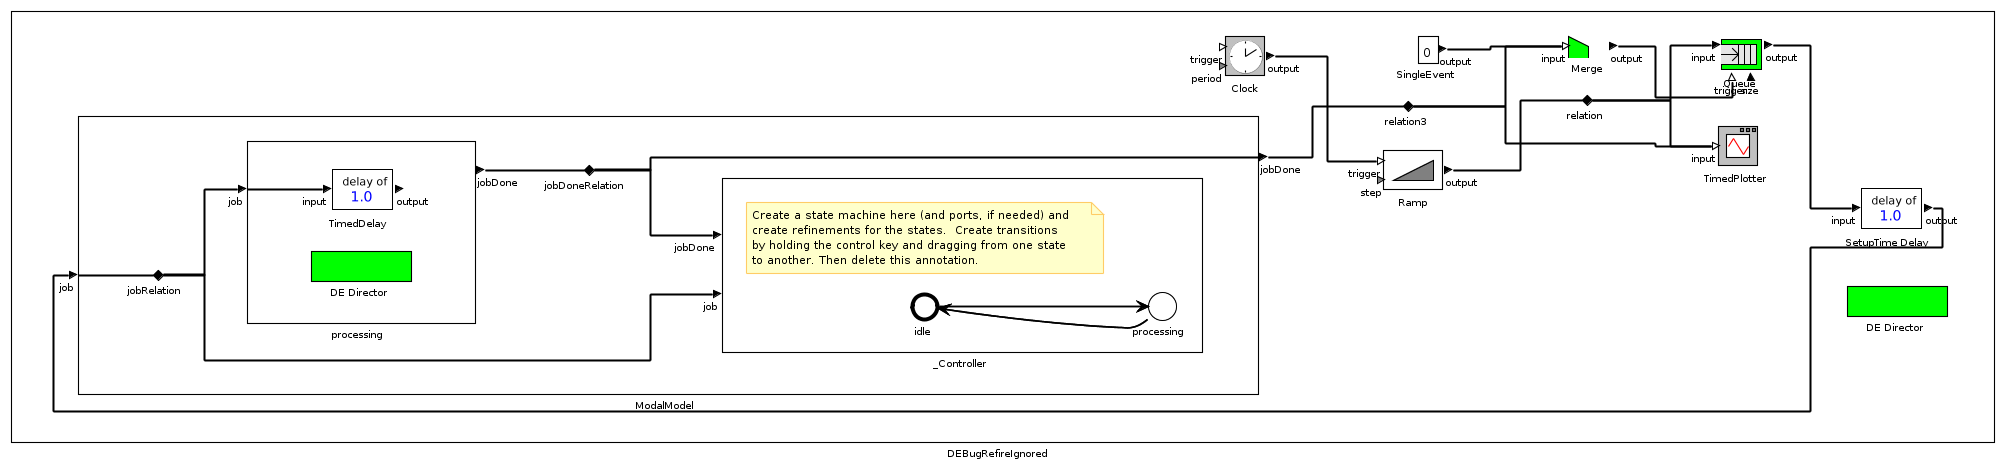 trigger
period
output
Clock
0
output
SingleEvent
input
Merge
output
input
output
Queue
trigger
size
relation3
relation
input
TimedPlotter
trigger
step
output
Ramp
delay of
1.0
input
output
SetupTime Delay
DE Director
jobDone
job
delay of
1.0
input
output
TimedDelay
DE Director
processing
jobDone
jobDoneRelation
jobDone
job
Create a state machine here (and ports, if needed) and
create refinements for the states.  Create transitions
by holding the control key and dragging from one state
to another. Then delete this annotation.
idle
processing
_Controller
job
jobRelation
ModalModel
DEBugRefireIgnored